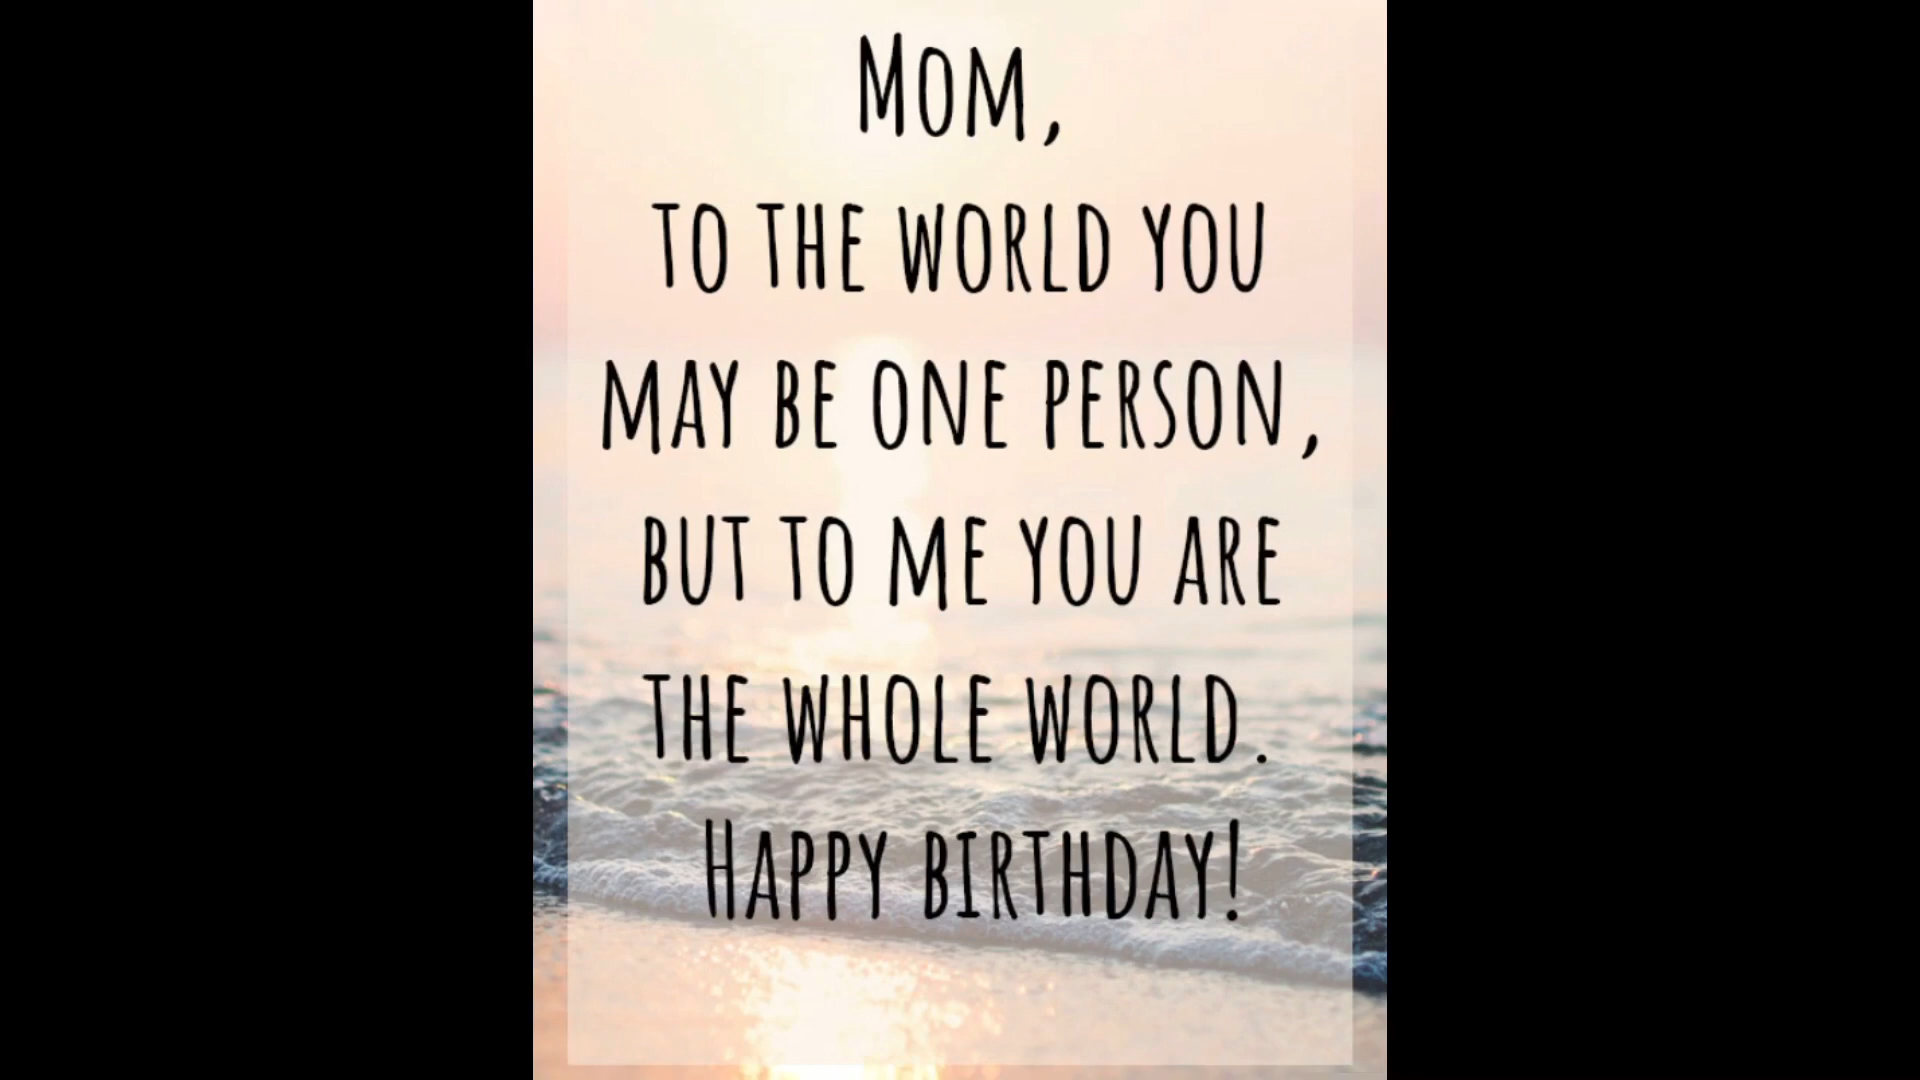 Mom,
to the world you
may be one person,
but to me you are
the whole world.
Happy birthday!